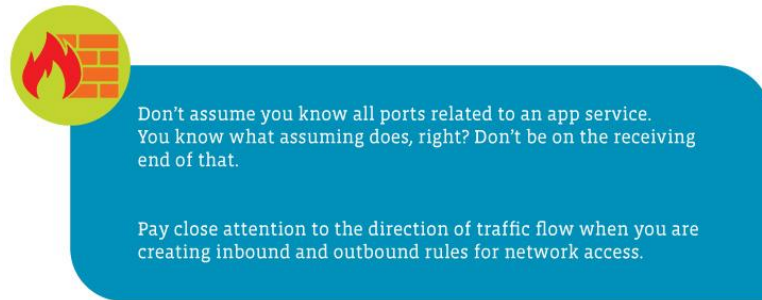 Don’t assume you know all ports related to an app service.
You know what assuming does, right? Don’t be on the receiving
end of that.
Pay close attention to the direction of traffic flow when you are
creating inbound and outbound rules for network access.